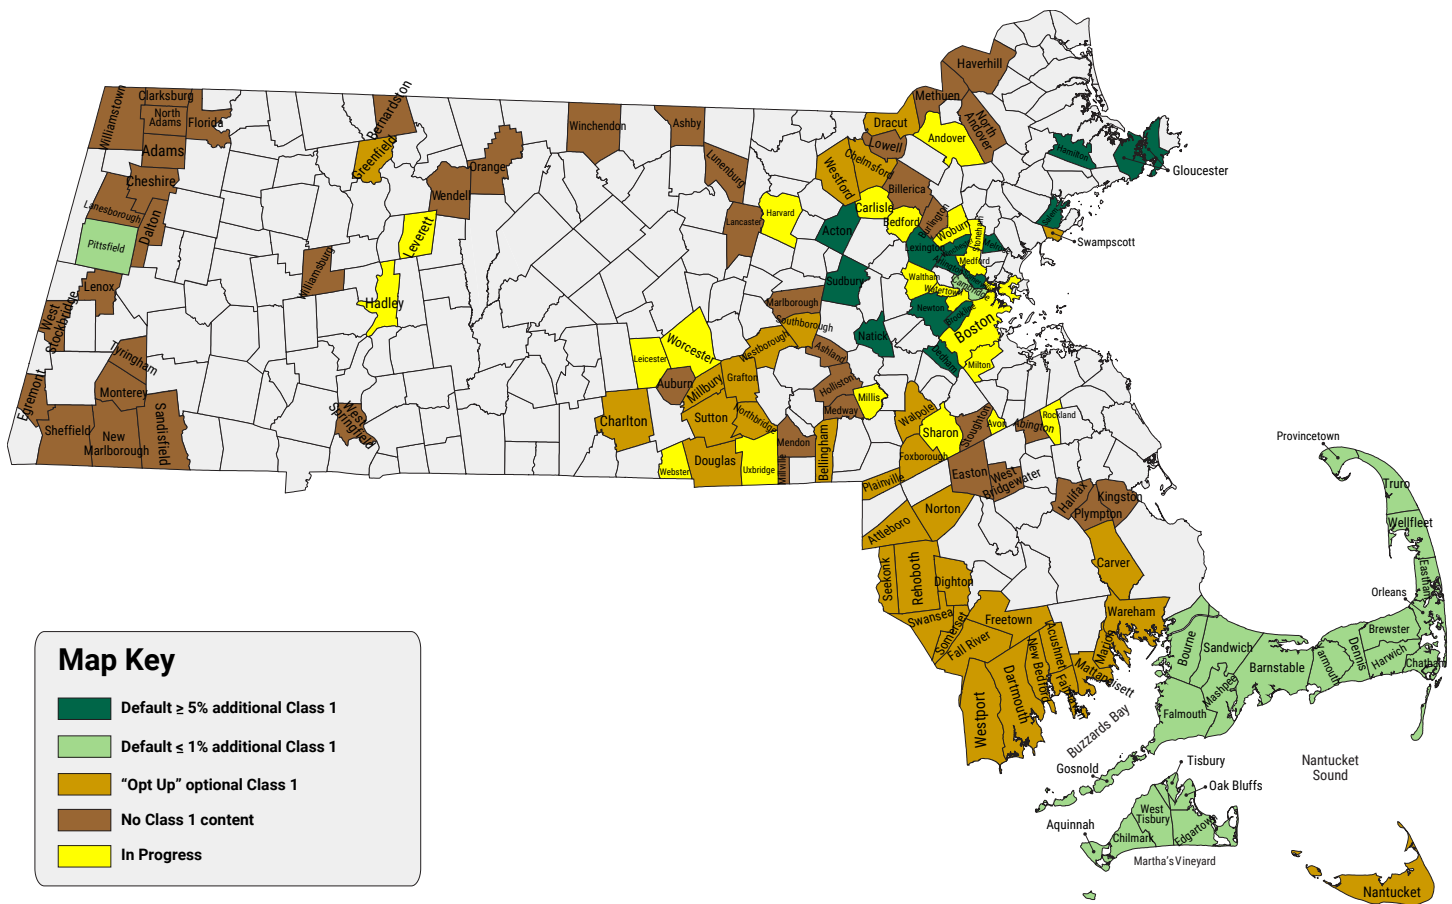 Haverhill
Clarksburg
Bernardston
Methuen
Williamstown
North
Adams
Florida
Winchendon
Ashby
Dracut
North
Andover
Andover
Adams
Greenfield
Lowell
Hamilton
Chelmsford
Gloucester
Orange
Lunenburg
Westford
Cheshire
Wendell
Billerica
Lanesborough
Dalton
Lancaster
Harvard
Carlisle
Bedford
Burlington
Woburn
Stoneham
Swampscott
Pittsfield
Leverett
Acton
Lexington
Medford
Williamsburg
Waltham
Watertown
Cambridge
Lenox
Hadley
Sudbury
Marlborough
Newton
Brookline
West
Stockbridge
Southborough
Natick
Boston
Worcester
Westborough
Ashland
Dedham
Milton
Tyringham
Leicester
Egremont
Monterey
Auburn
Millbury
Grafton
Holliston
Millis
Medway
West
Springfield
Charlton
Sutton
Northbridge
Walpole
Sharon
Stoughton
Avon
Abington
Rockland
Sheffield
New
Marlborough
Sandisfield
Mendon
Bellingham
Foxborough
Provincetown
Webster
Douglas
Uxbridge
Millville
Easton
West
Bridgewater
Plainville
Halifax
Kingston
Plympton
Truro
Norton
Attleboro
Wellfleet
Seekonk
Rehoboth
Dighton
Carver
Eastham
Orleans
Swansea
Somerset
Freetown
Wareham
Fall River
Acushnet
New Bedford
Marion
Mattapoisett
Bourne
Sandwich
Brewster
Dennis
Harwich
Chatham
Barnstable
Yarmouth
Mashpee
Westport
Dartmouth
Falmouth
Buzzards Bay
Gosnold
Tisbury
Oak Bluffs
Nantucket
Sound
West
Tisbury
Aquinnah
Chilmark
Edgartown
Martha's Vineyard
Nantucket
Map Key
Default ≥ 5% additional Class 1
Default ≤ 1% additional Class 1
“Opt Up” optional Class 1
No Class 1 content
In Progress